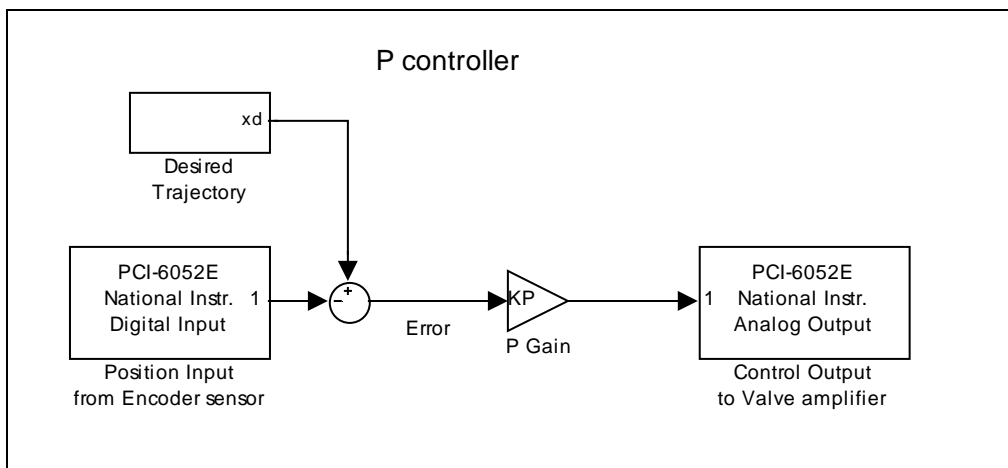 P controller
xd
Desired
Trajectory
PCI-6052E
National Instr.
Digital Input
1
Position Input
from Encoder sensor
+
−
Error
KP
P Gain
1
PCI-6052E
National Instr.
Analog Output
Control Output
to Valve amplifier